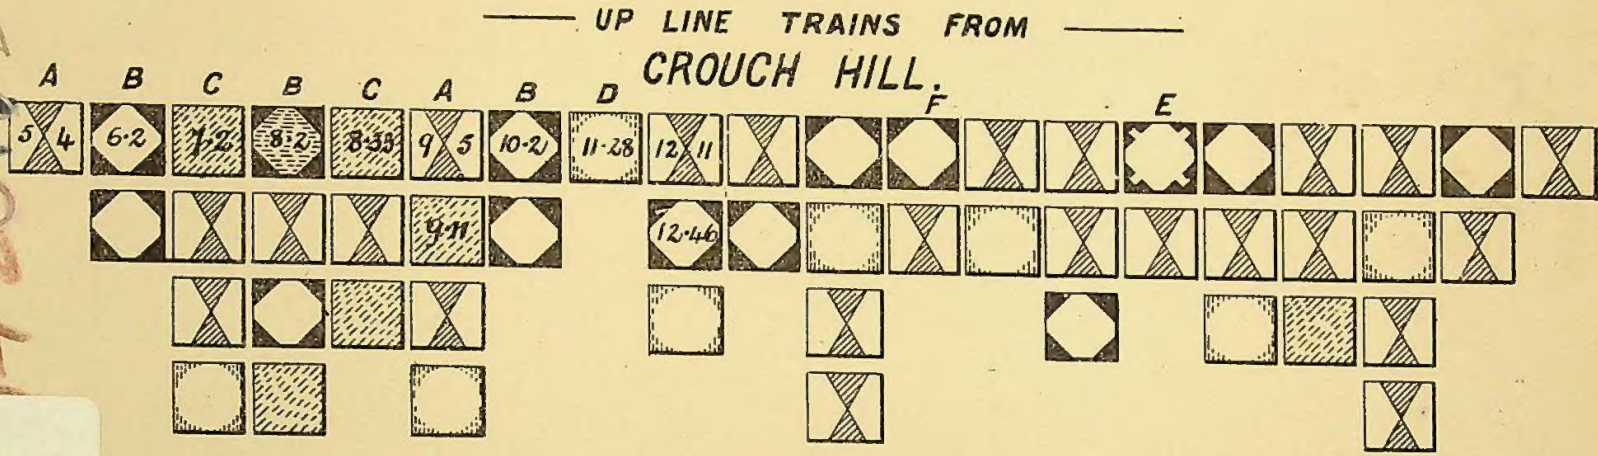 UP LINE TRAINS FROM
CROUCH HILL.
A B C B C A B D F E
5 4 6·2 7·2 8·2 8·33 9 5 10·2 11·28 12 11
9·11 12·46